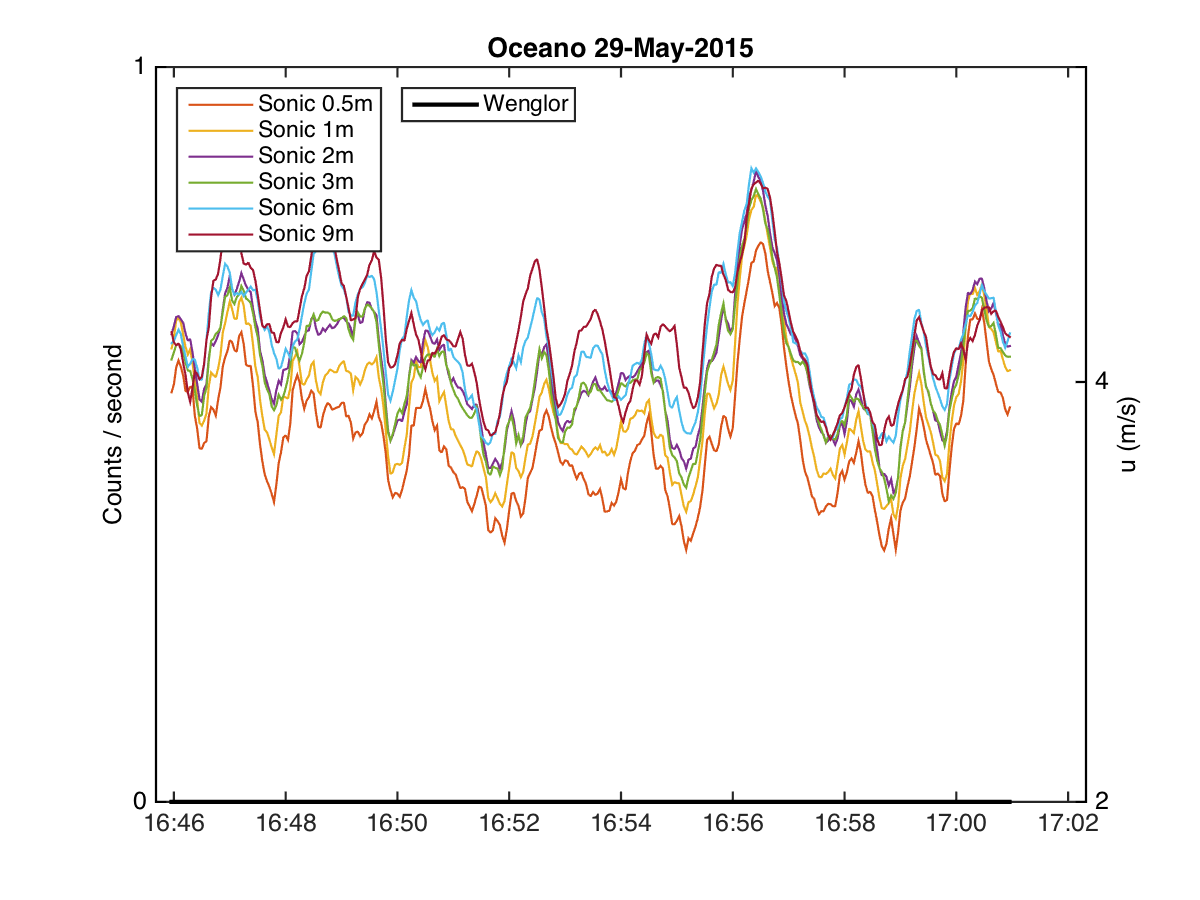 Oceano 29-May-2015
1
Sonic 0.5m
Sonic 1m
Sonic 2m
Sonic 3m
Sonic 6m
Sonic 9m
Wenglor
Counts / second
4
u (m/s)
0
2
16:46 16:48 16:50 16:52 16:54 16:56 16:58 17:00 17:02